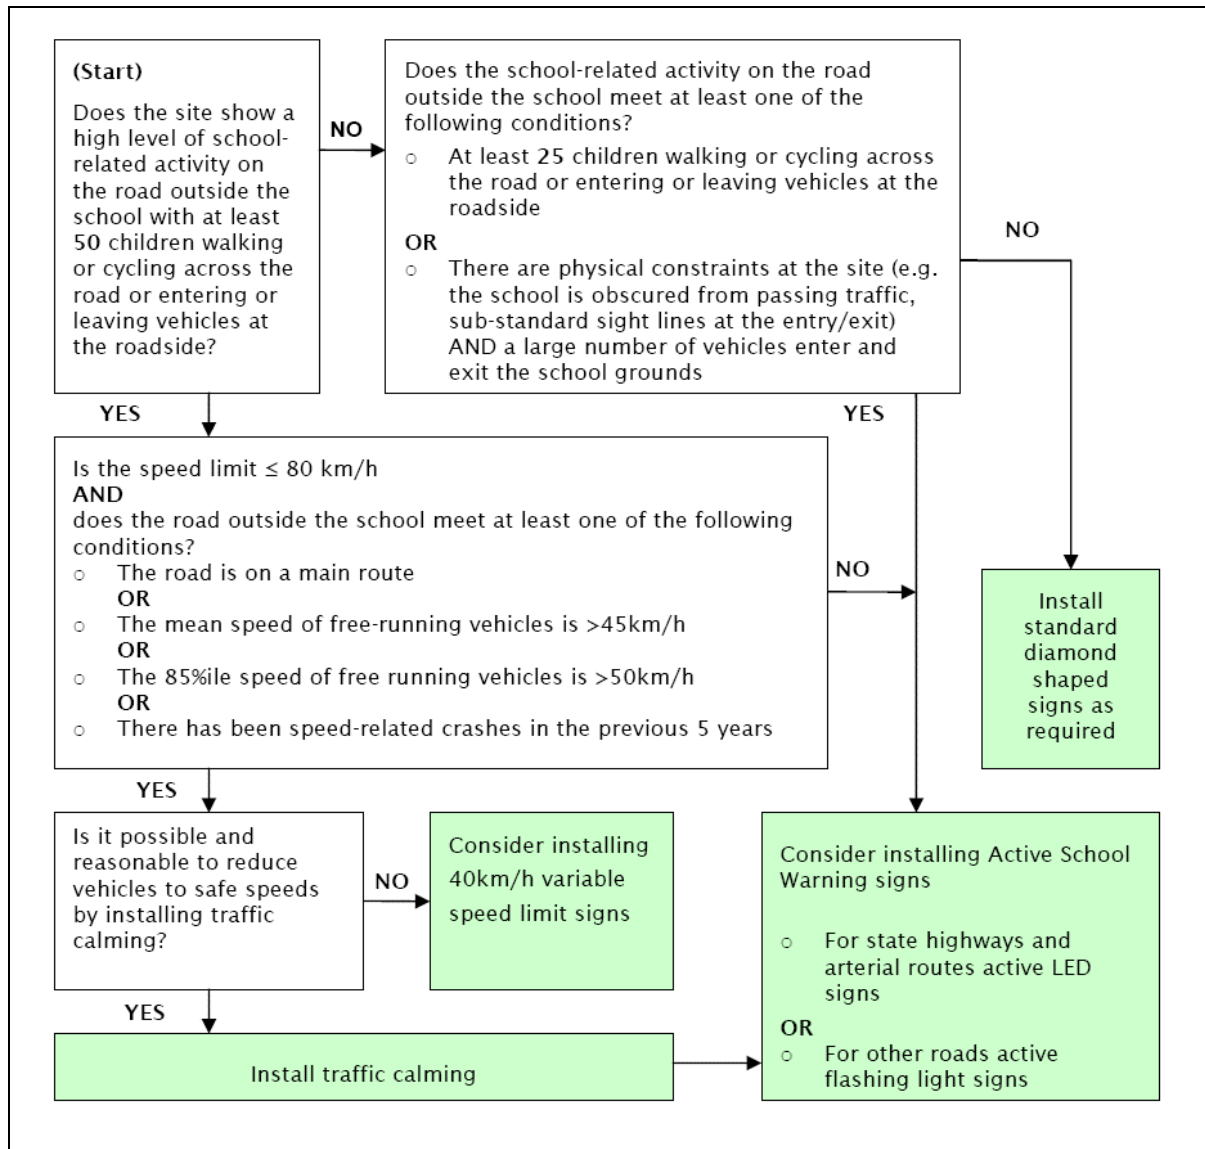 (Start)
Does the site show a
high level of school-
related activity on
the road outside the
school with at least
50 children walking
or cycling across the
road or entering or
leaving vehicles at
the roadside?
NO
Does the school-related activity on the road
outside the school meet at least one of the
following conditions?
o At least 25 children walking or cycling across
the road or entering or leaving vehicles at the
roadside
OR
o There are physical constraints at the site (e.g.
the school is obscured from passing traffic,
sub-standard sight lines at the entry/exit)
AND a large number of vehicles enter and
exit the school grounds
NO
YES
YES
Is the speed limit ≤ 80 km/h
AND
does the road outside the school meet at least one of the following
conditions?
o The road is on a main route
OR
o The mean speed of free-running vehicles is >45km/h
OR
o The 85%ile speed of free running vehicles is >50km/h
OR
o There has been speed-related crashes in the previous 5 years
NO
Install
standard
diamond
shaped
signs as
required
YES
Is it possible and
reasonable to reduce
vehicles to safe speeds
by installing traffic
calming?
NO
Consider installing
40km/h variable
speed limit signs
Consider installing Active School
Warning signs
o For state highways and
arterial routes active LED
signs
OR
o For other roads active
flashing light signs
YES
Install traffic calming